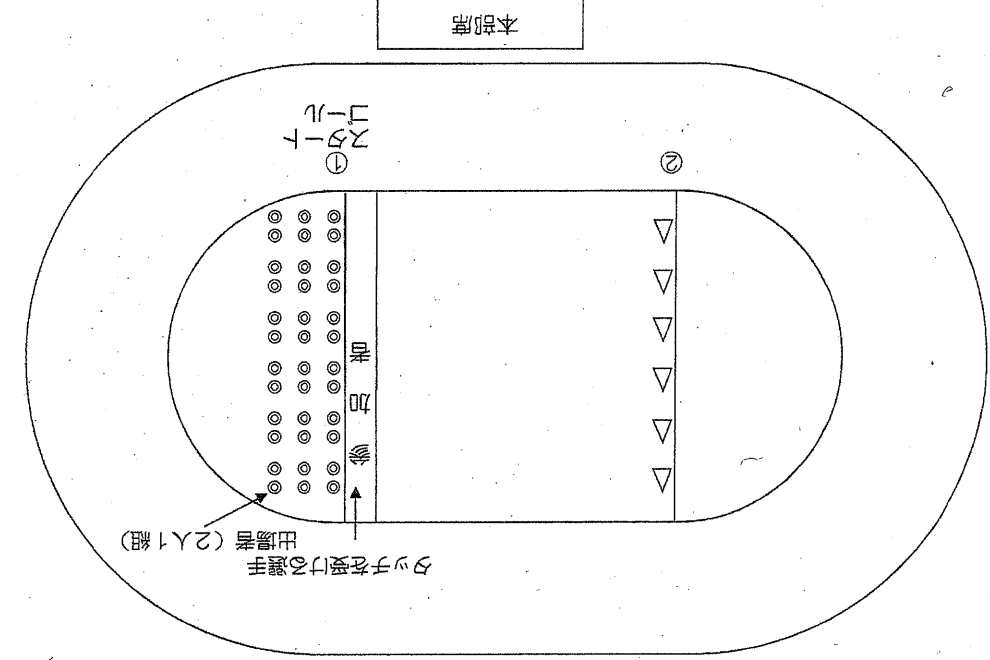 タッチを受ける選手
出場者（2人1組）
参加者
②
①
スタート
ゴール
本部席